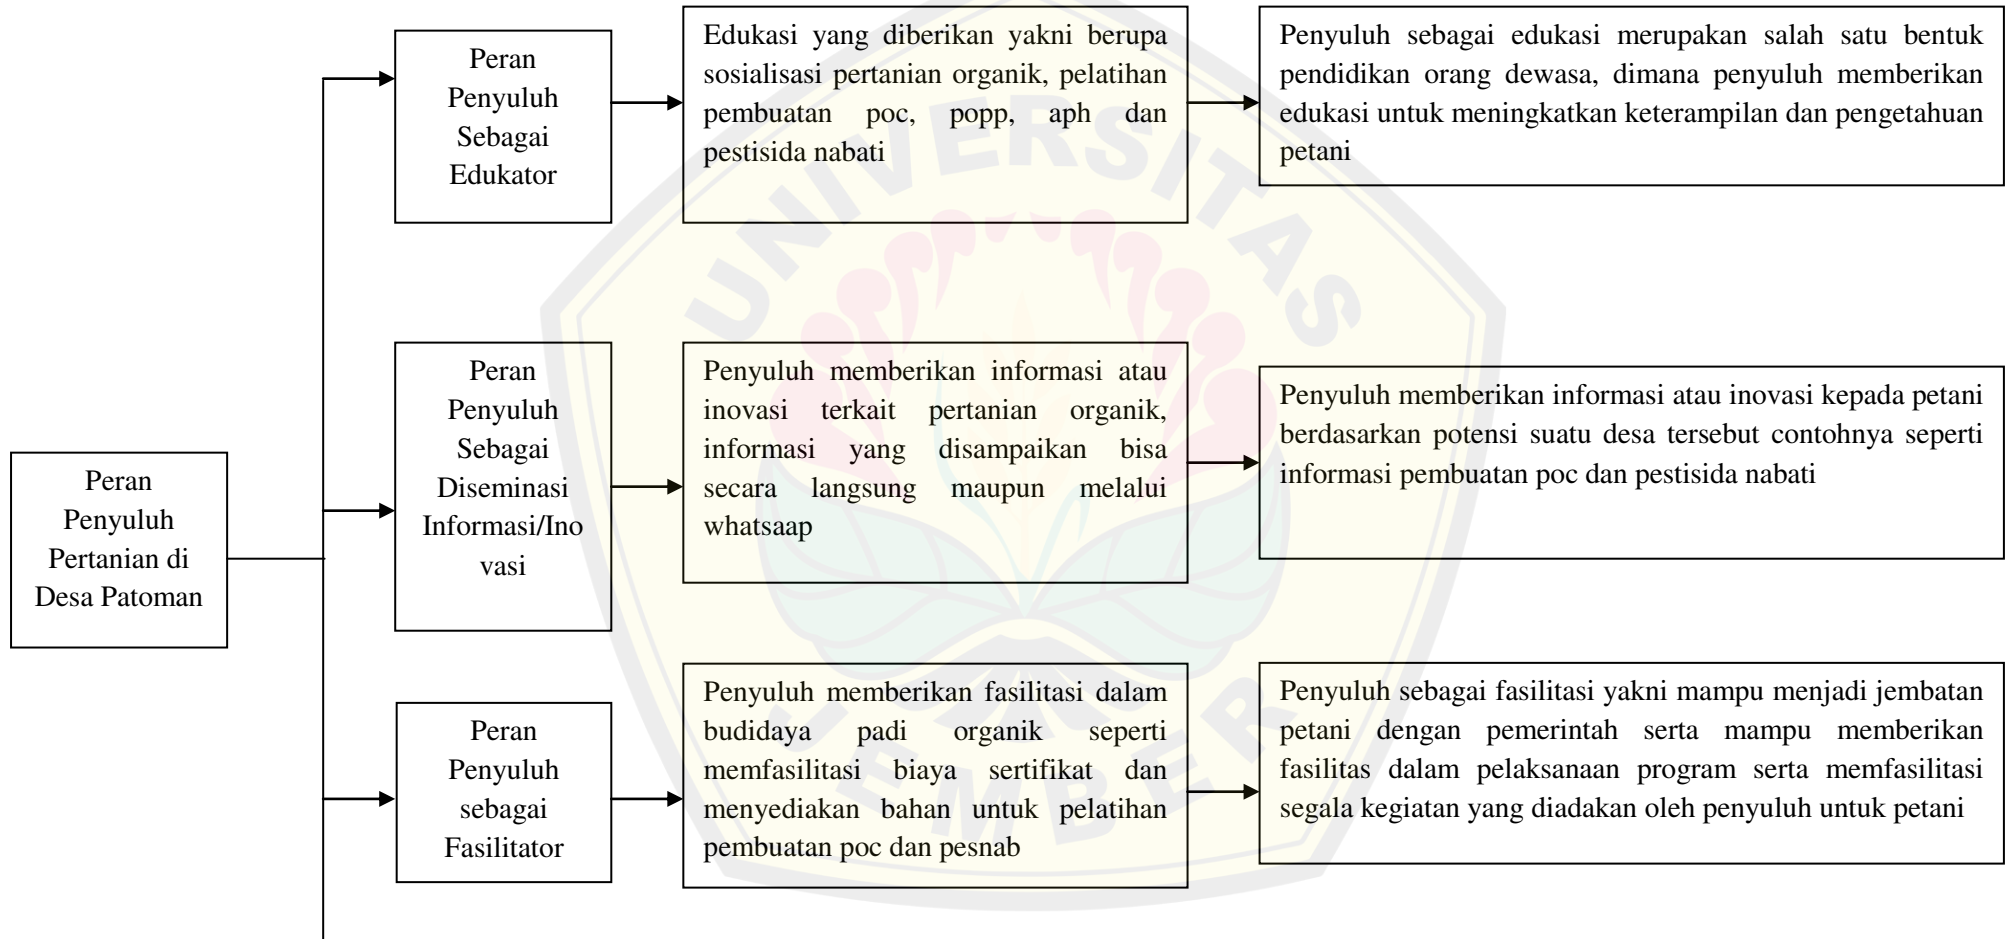 Peran
Penyuluh
Pertanian di
Desa Patoman
Peran
Penyuluh
Sebagai
Edukator
Edukasi yang diberikan yakni berupa
sosialisasi pertanian organik, pelatihan
pembuatan poc, popp, aph dan
pestisida nabati
Penyuluh sebagai edukasi merupakan salah satu bentuk
pendidikan orang dewasa, dimana penyuluh memberikan
edukasi untuk meningkatkan keterampilan dan pengetahuan
petani
Peran
Penyuluh
Sebagai
Diseminasi
Informasi/Ino
vasi
Penyuluh memberikan informasi atau
inovasi terkait pertanian organik,
informasi yang disampaikan bisa
secara langsung maupun melalui
whatsaap
Penyuluh memberikan informasi atau inovasi kepada petani
berdasarkan potensi suatu desa tersebut contohnya seperti
informasi pembuatan poc dan pestisida nabati
Peran
Penyuluh
sebagai
Fasilitator
Penyuluh memberikan fasilitasi dalam
budidaya padi organik seperti
memfasilitasi biaya sertifikat dan
menyediakan bahan untuk pelatihan
pembuatan poc dan pesnab
Penyuluh sebagai fasilitasi yakni mampu menjadi jembatan
petani dengan pemerintah serta mampu memberikan
fasilitas dalam pelaksanaan program serta memfasilitasi
segala kegiatan yang diadakan oleh penyuluh untuk petani
UNIVERSITAS
JEMBER